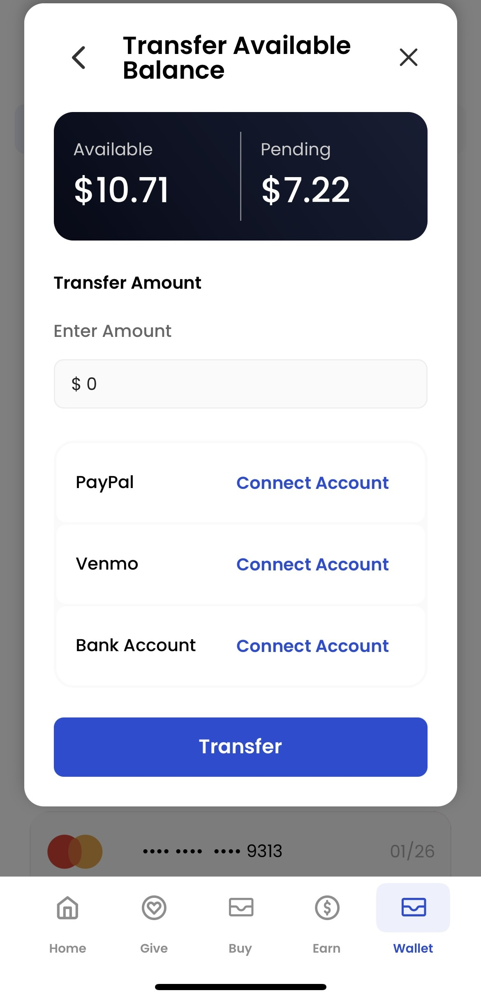 Transfer Available
Balance
Available
Pending
$10.71
$7.22
Transfer Amount
Enter Amount
$ 0
PayPal
Connect Account
Venmo
Connect Account
Bank Account
Connect Account
Transfer
•••• •••• •••• 9313
01/26
Home
Give
Buy
Earn
Wallet